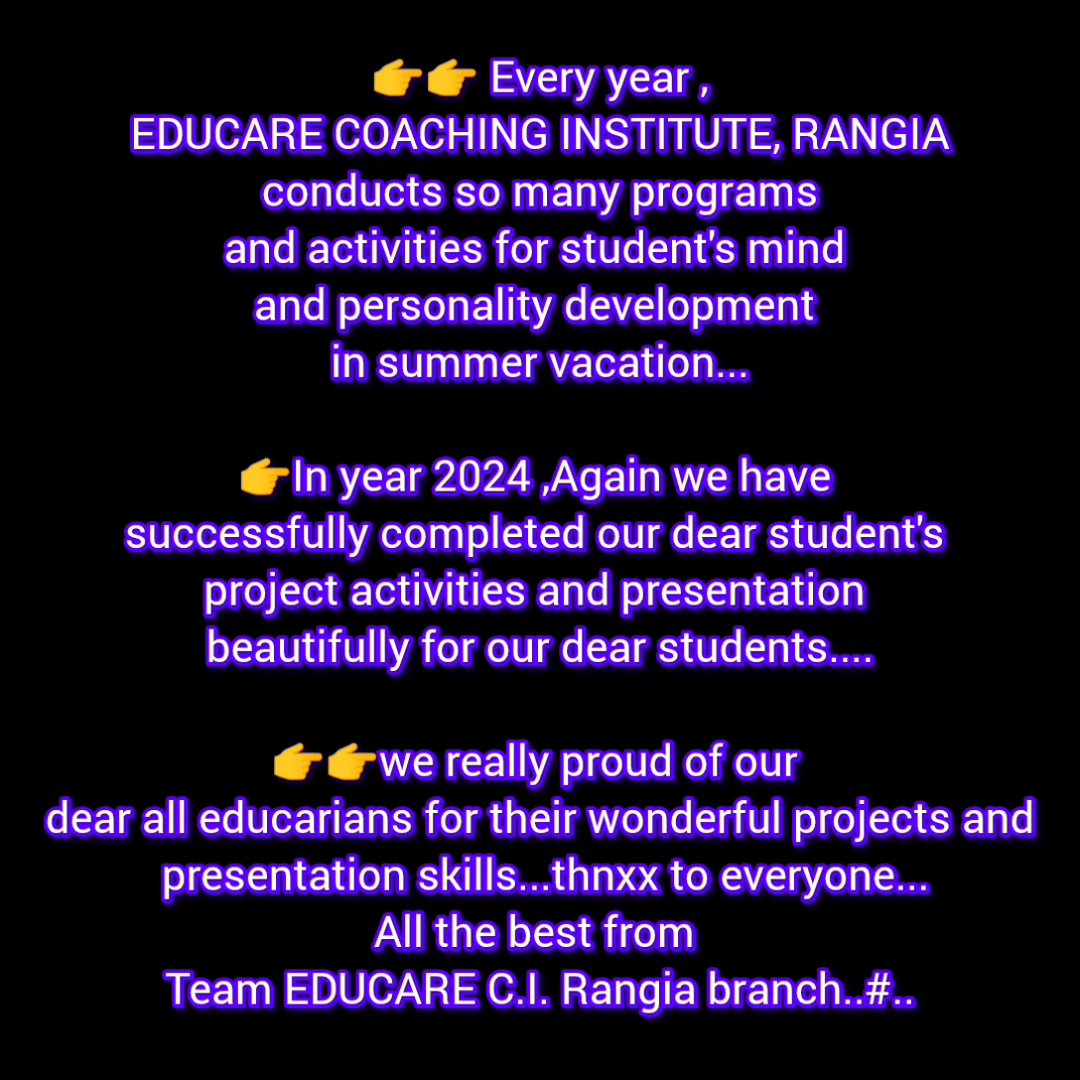 👉👉 Every year ,
EDUCARE COACHING INSTITUTE, RANGIA
conducts so many programs
and activities for student's mind
and personality development
in summer vacation...
👉In year 2024 ,Again we have
successfully completed our dear student's
project activities and presentation
beautifully for our dear students....
👉👉we really proud of our
dear all educarians for their wonderful projects and
presentation skills...thnxx to everyone...
All the best from
Team EDUCARE C.I. Rangia branch..#..